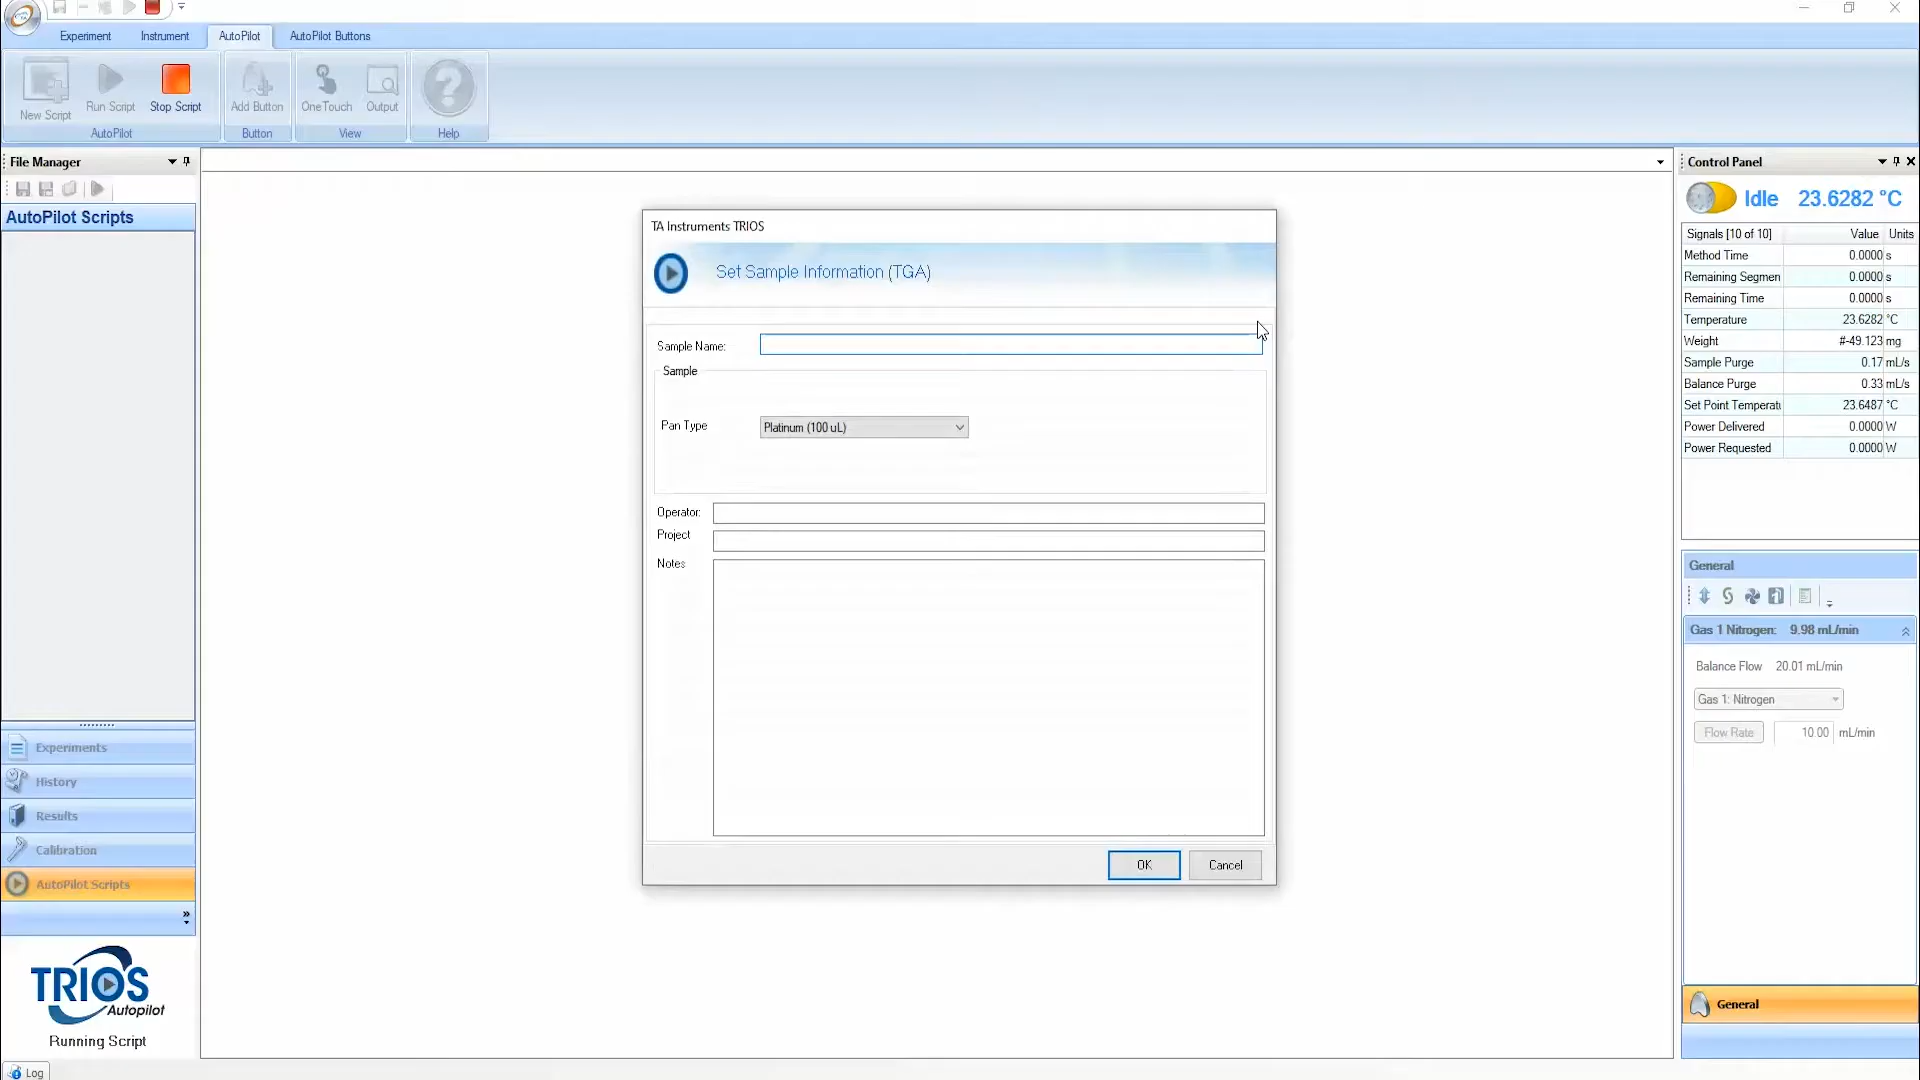 Experiment
Instrument
AutoPilot
AutoPilot Buttons
New Script
Run Script
Stop Script
Add Button
One Touch
Output
AutoPilot
Button
View
Help
File Manager
AutoPilot Scripts
Experiments
History
Results
Calibration
AutoPilot Scripts
TRIOS
Autopilot
Running Script
Log
TA Instruments TRIOS
Set Sample Information (TGA)
Sample Name:
Sample
Pan Type
Platinum (100 uL)
Operator:
Project
Notes
OK
Cancel
Control Panel
Idle 23.6282 °C
Signals [10 of 10] Value Units
Method Time 0.0000 s
Remaining Segmen 0.0000 s
Remaining Time 0.0000 s
Temperature 23.6282 °C
Weight #-49.123 mg
Sample Purge 0.17 mL/s
Balance Purge 0.33 mL/s
Set Point Temperati 23.6487 °C
Power Delivered 0.0000 W
Power Requested 0.0000 W
General
Gas 1 Nitrogen: 9.98 mL/min
Balance Flow 20.01 mL/min
Gas 1: Nitrogen
Flow Rate 10.00 mL/min
General